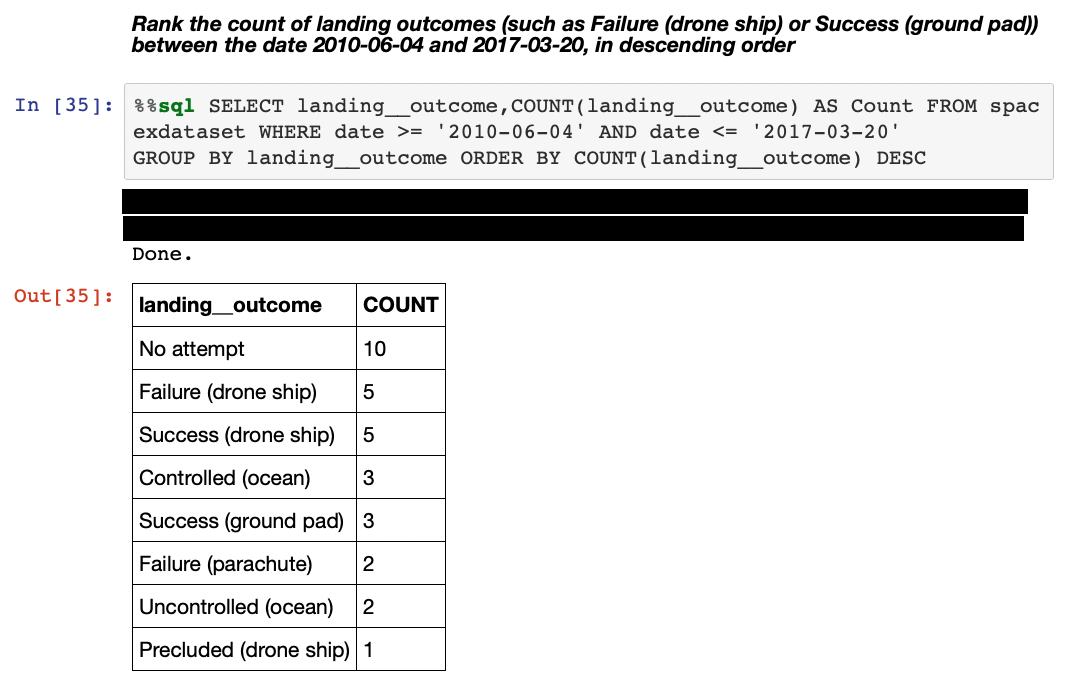 Rank the count of landing outcomes (such as Failure (drone ship) or Success (ground pad))
between the date 2010-06-04 and 2017-03-20, in descending order
In [35]: %%sql SELECT landing__outcome,COUNT(landing__outcome) AS Count FROM spac
exdataset WHERE date >= '2010-06-04' AND date <= '2017-03-20'
GROUP BY landing__outcome ORDER BY COUNT(landing__outcome) DESC
Done.
Out[35]:
landing__outcome COUNT
No attempt 10
Failure (drone ship) 5
Success (drone ship) 5
Controlled (ocean) 3
Success (ground pad) 3
Failure (parachute) 2
Uncontrolled (ocean) 2
Precluded (drone ship) 1